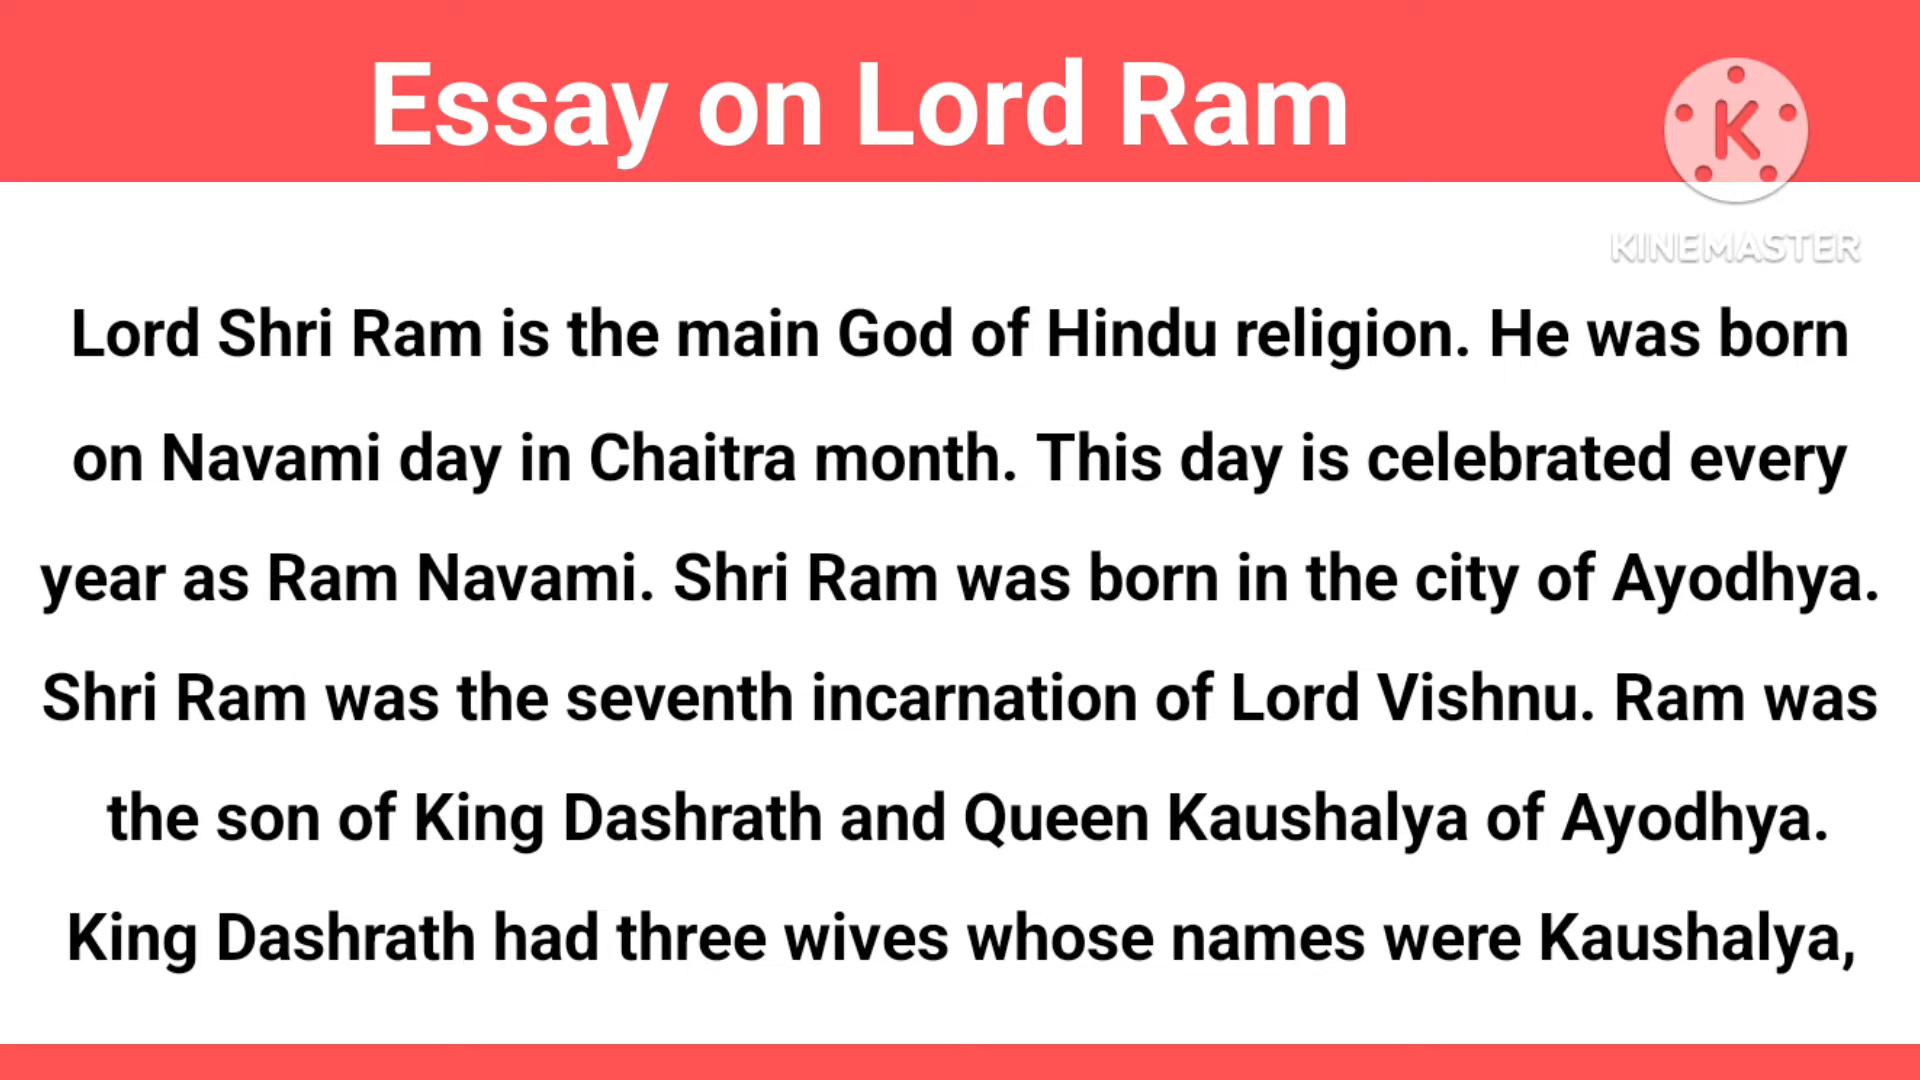 Essay on Lord Ram
K
KINEMASTER
Lord Shri Ram is the main God of Hindu religion. He was born
on Navami day in Chaitra month. This day is celebrated every
year as Ram Navami. Shri Ram was born in the city of Ayodhya.
Shri Ram was the seventh incarnation of Lord Vishnu. Ram was
the son of King Dashrath and Queen Kaushalya of Ayodhya.
King Dashrath had three wives whose names were Kaushalya,